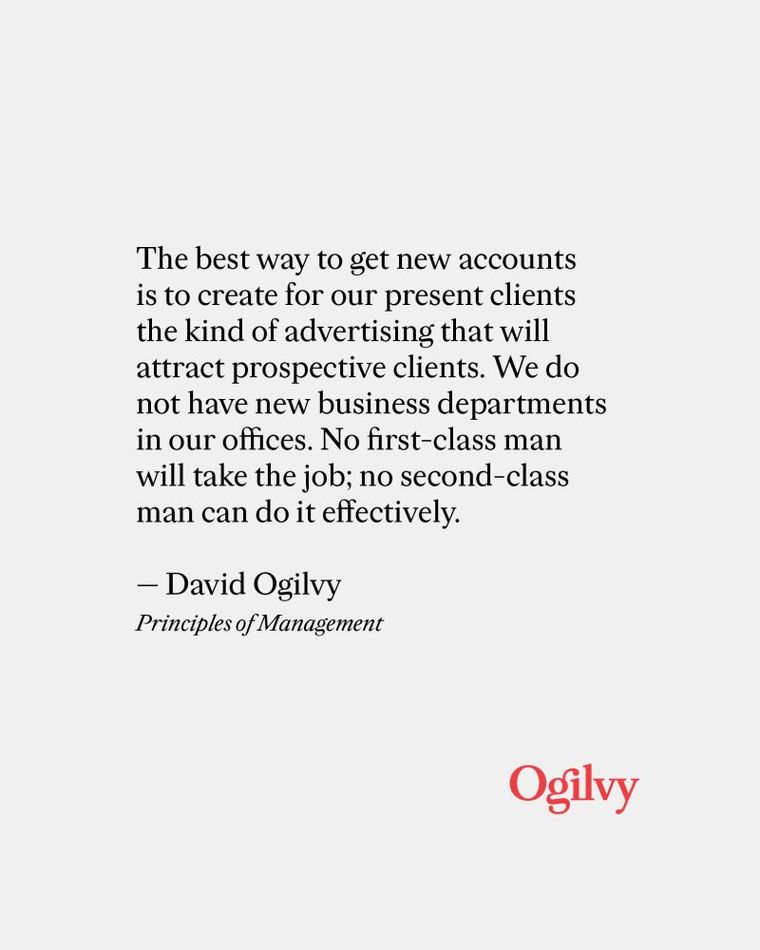 The best way to get new accounts
is to create for our present clients
the kind of advertising that will
attract prospective clients. We do
not have new business departments
in our offices. No first-class man
will take the job; no second-class
man can do it effectively.
— David Ogilvy
Principles of Management
Ogilvy